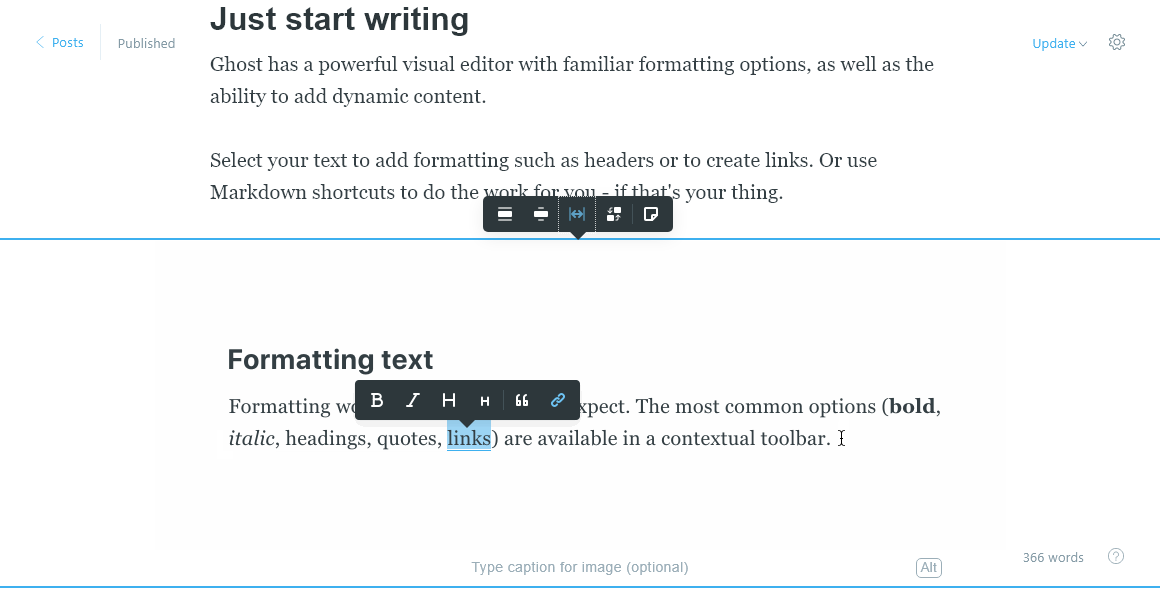 Just start writing
Posts
Published
Update
Ghost has a powerful visual editor with familiar formatting options, as well as the
ability to add dynamic content.
Select your text to add formatting such as headers or to create links. Or use
Markdown shortcuts to do the work for you - if that's your thing.
Formatting text
B I H H
Formatting wo xpect. The most common options (bold,
italic, headings, quotes, links) are available in a contextual toolbar.
366 words
?
Type caption for image (optional)
Alt